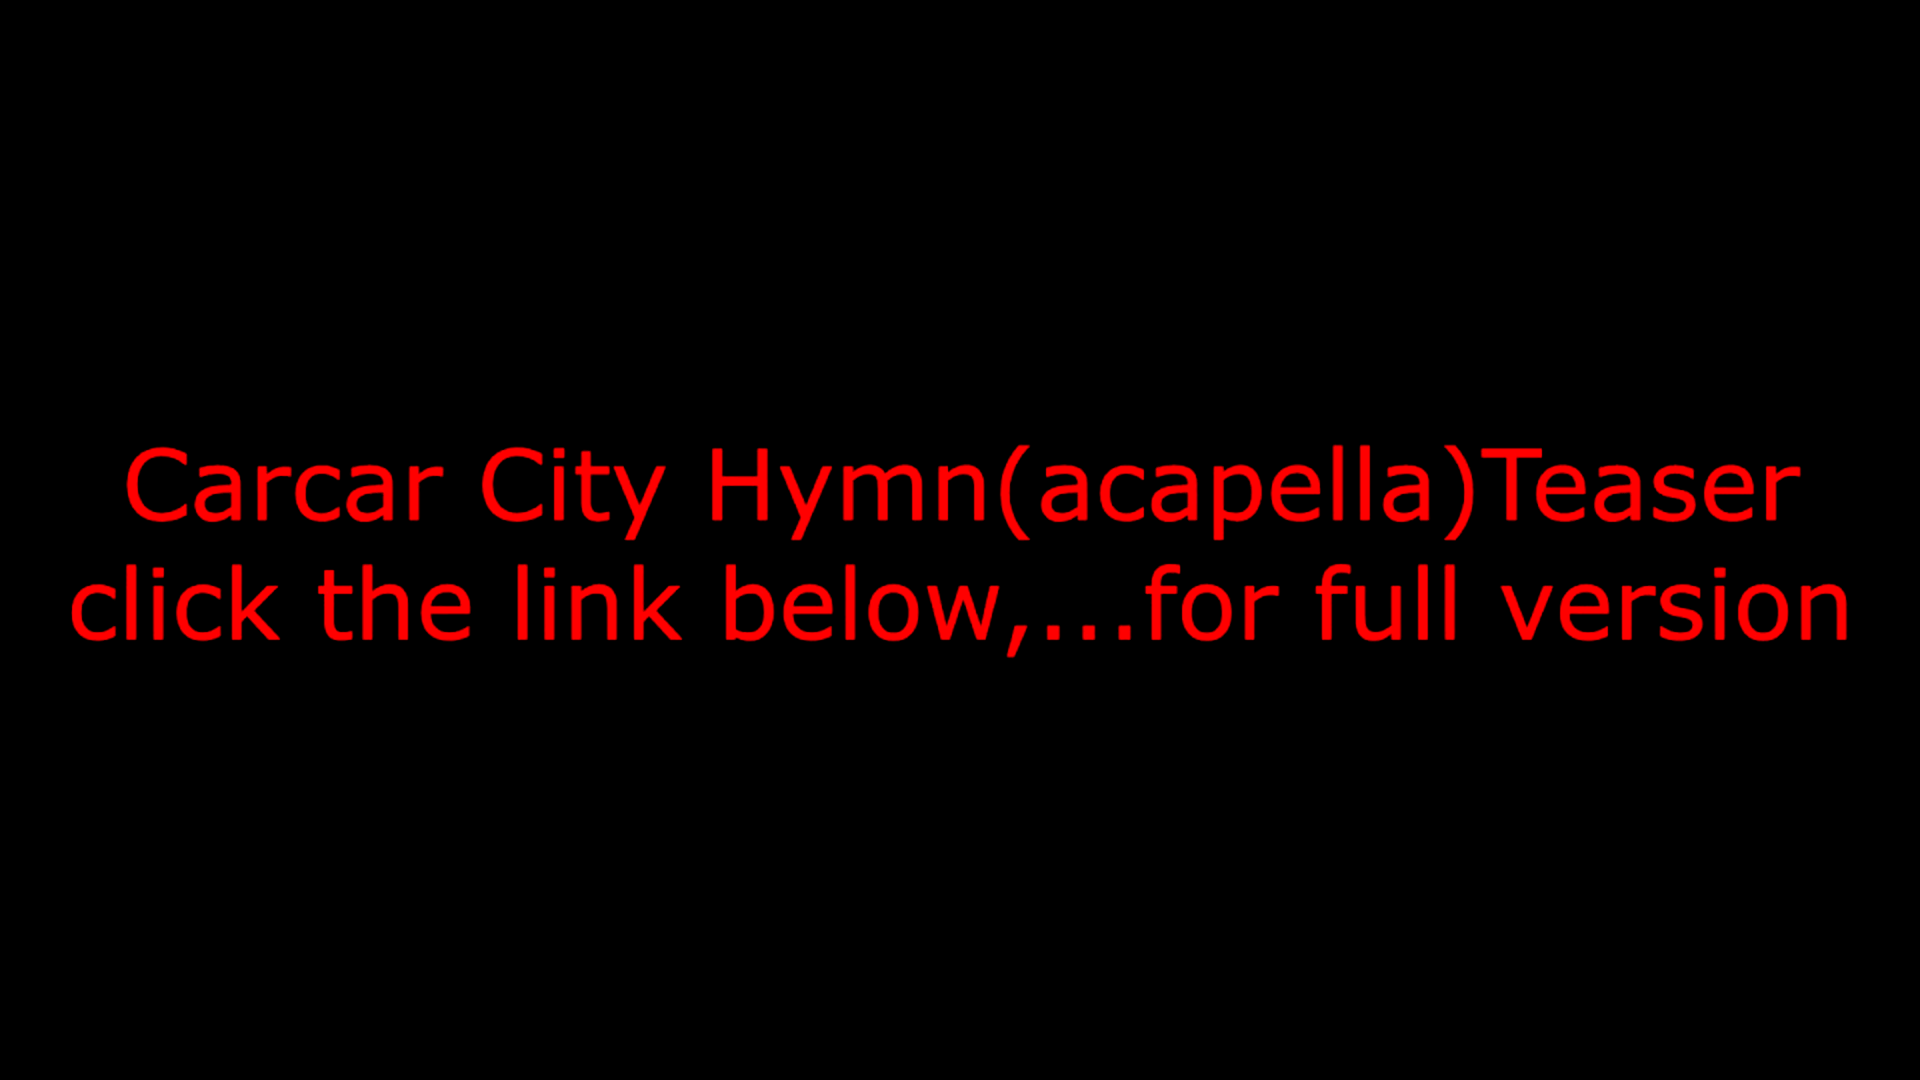 Carcar City Hymn(acapella)Teaser
click the link below,...for full version